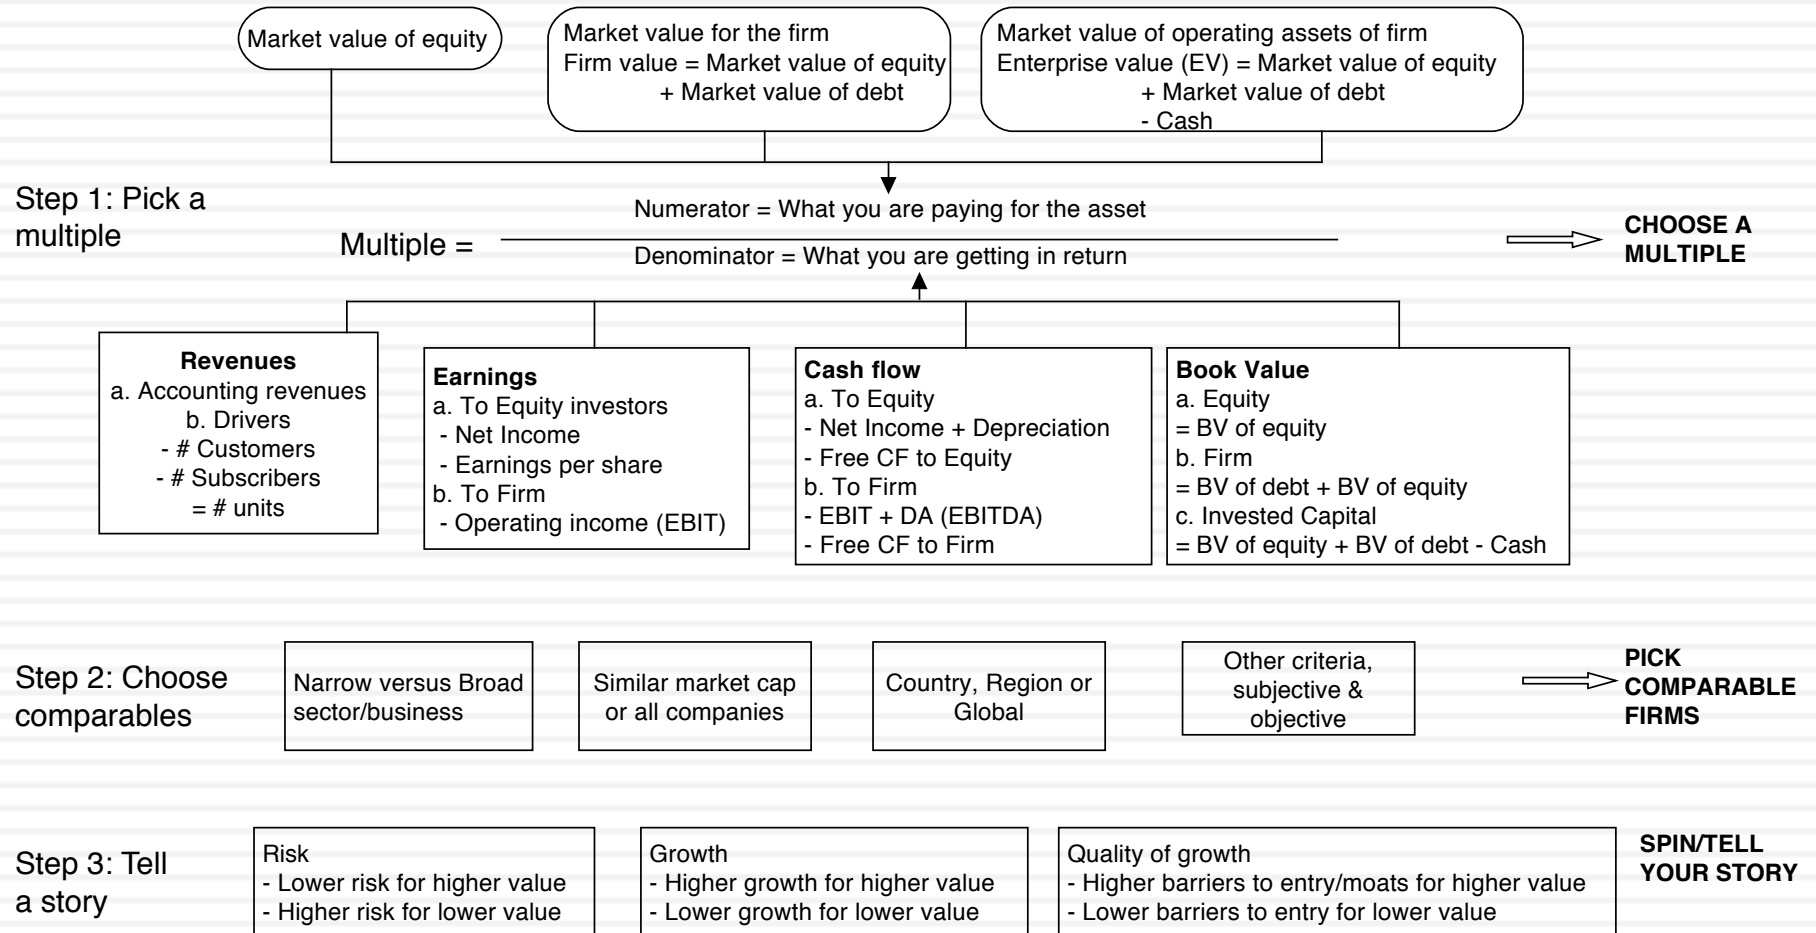 Market value of equity
Market value for the firm
Firm value = Market value of equity
+ Market value of debt
Market value of operating assets of firm
Enterprise value (EV) = Market value of equity
+ Market value of debt
- Cash
Step 1: Pick a
multiple
Multiple =
Numerator = What you are paying for the asset
Denominator = What you are getting in return
CHOOSE A
MULTIPLE
Revenues
a. Accounting revenues
b. Drivers
- # Customers
- # Subscribers
= # units
Earnings
a. To Equity investors
- Net Income
- Earnings per share
b. To Firm
- Operating income (EBIT)
Cash flow
a. To Equity
- Net Income + Depreciation
- Free CF to Equity
b. To Firm
- EBIT + DA (EBITDA)
- Free CF to Firm
Book Value
a. Equity
= BV of equity
b. Firm
= BV of debt + BV of equity
c. Invested Capital
= BV of equity + BV of debt - Cash
Step 2: Choose
comparables
Narrow versus Broad
sector/business
Similar market cap
or all companies
Country, Region or
Global
Other criteria,
subjective &
objective
PICK
COMPARABLE
FIRMS
Step 3: Tell
a story
Risk
- Lower risk for higher value
- Higher risk for lower value
Growth
- Higher growth for higher value
- Lower growth for lower value
Quality of growth
- Higher barriers to entry/moats for higher value
- Lower barriers to entry for lower value
SPIN/TELL
YOUR STORY